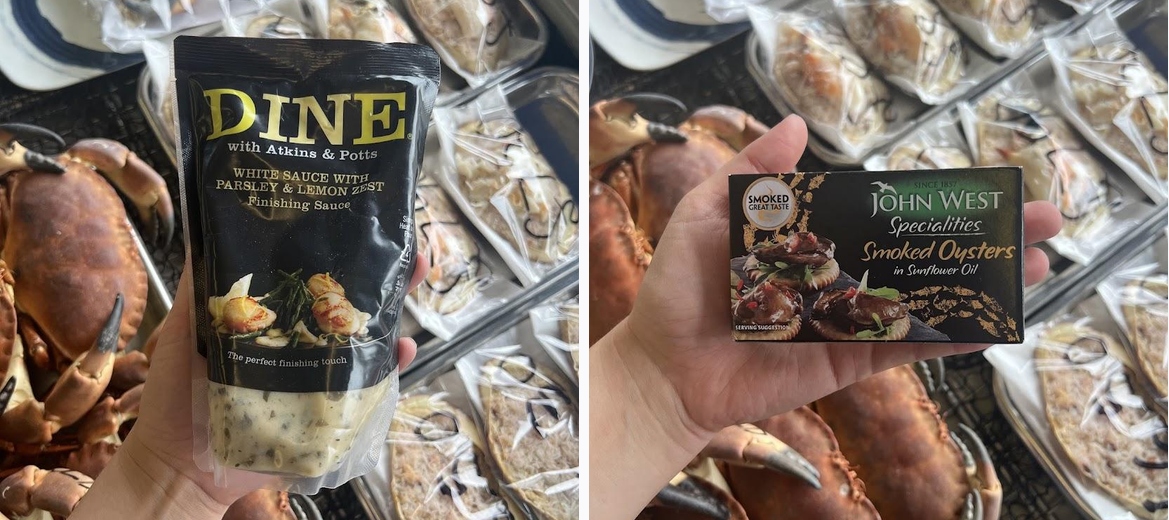 DINE
with Atkins & Potts
WHITE SAUCE WITH
PARSLEY & LEMON ZEST
Finishing Sauce
The perfect finishing touch
SMOKED
GREAT TASTE
SINCE 1857
JOHN WEST
Specialities
Smoked Oysters
in Sunflower Oil
SERVING SUGGESTION